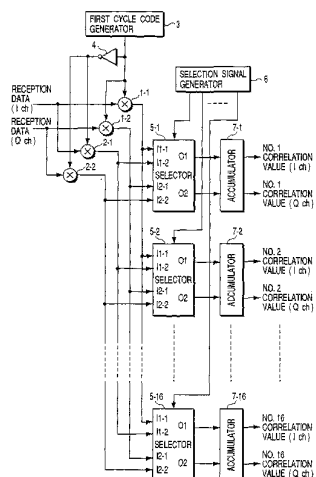 FIRST CYCLE CODE
GENERATOR
3
4
RECEPTION
DATA
(I ch)
RECEPTION
DATA
(Q ch)
1-1
1-2
2-1
2-2
SELECTION SIGNAL
GENERATOR
6
5-1
I1-1
I1-2
SELECTOR
I2-1
I2-2
O1
O2
7-1
ACCUMULATOR
NO. 1
CORRELATION
VALUE (I ch)
NO. 1
CORRELATION
VALUE (Q ch)
5-2
I1-1
I1-2
SELECTOR
I2-1
I2-2
O1
O2
7-2
ACCUMULATOR
NO. 2
CORRELATION
VALUE (I ch)
NO. 2
CORRELATION
VALUE (Q ch)
5-16
I1-1
I1-2
SELECTOR
I2-1
I2-2
O1
O2
7-16
ACCUMULATOR
NO. 16
CORRELATION
VALUE (I ch)
NO. 16
CORRELATION
VALUE (Q ch)